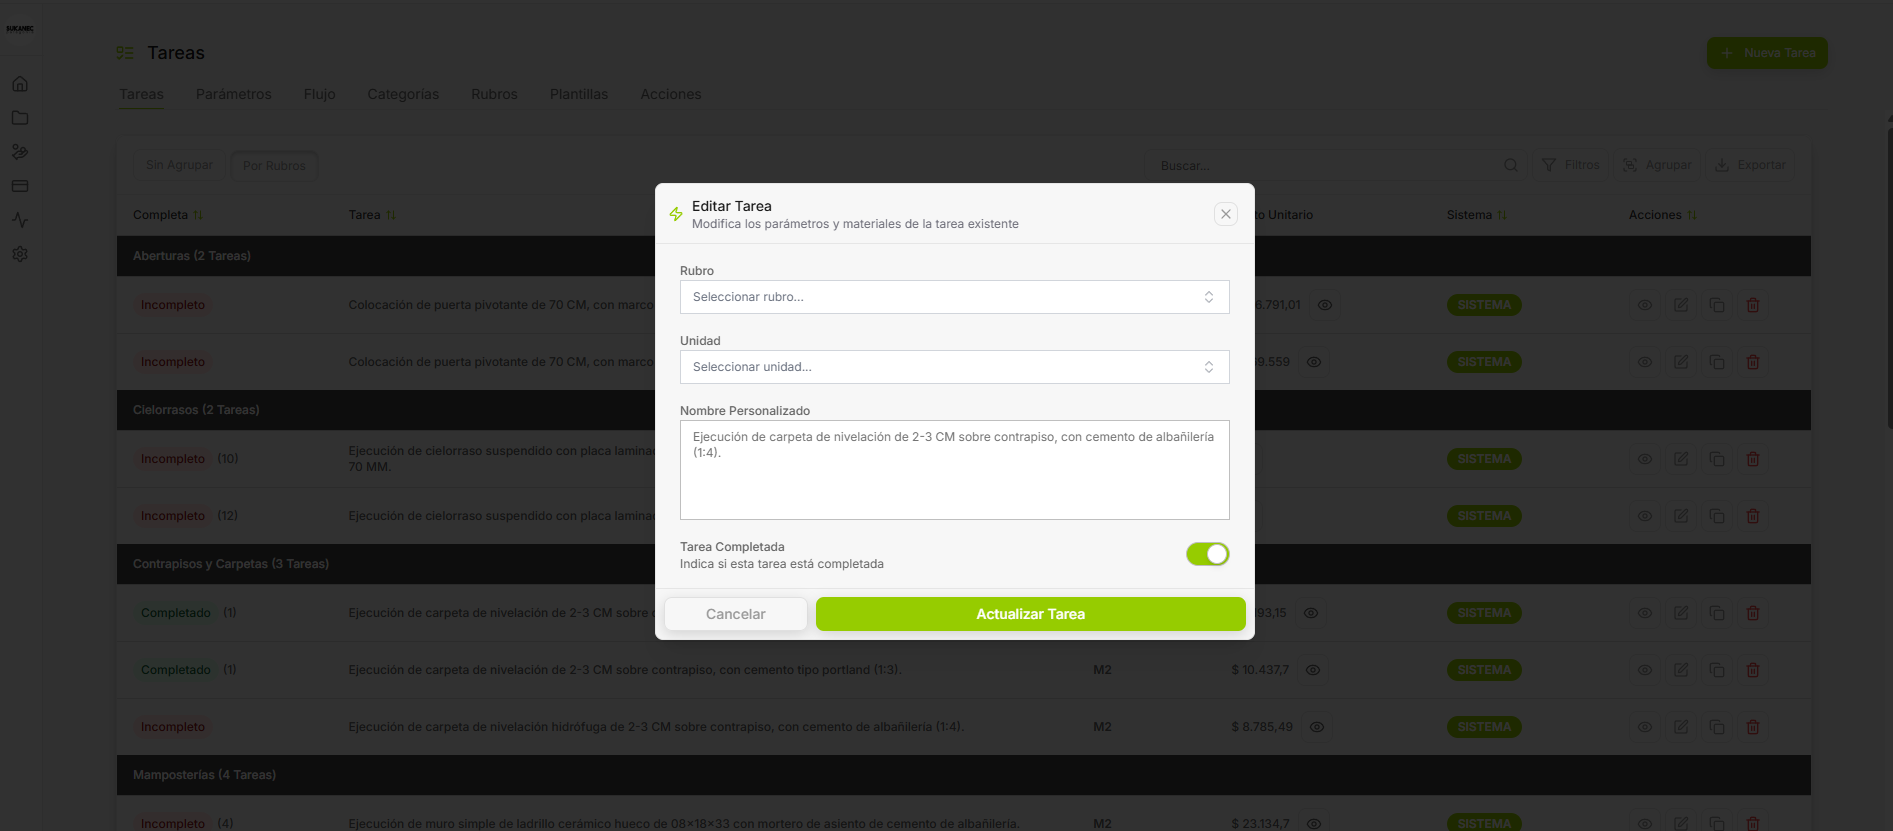 SUKANEC
Tareas
Nueva Tarea
Tareas Parámetros Flujo Categorías Rubros Plantillas Acciones
Sin Agrupar Por Rubros Buscar... Filtros Agrupar Exportar
Completa Tarea to Unitario Sistema Acciones
Aberturas (2 Tareas)
Incompleto Colocación de puerta pivotante de 70 CM, con marco 6.791,01 SISTEMA
Incompleto Colocación de puerta pivotante de 70 CM, con marco 9.559 SISTEMA
Cielorrasos (2 Tareas)
Incompleto (10) Ejecución de cielorraso suspendido con placa lamina
70 MM. SISTEMA
Incompleto (12) Ejecución de cielorraso suspendido con placa lamina SISTEMA
Contrapisos y Carpetas (3 Tareas)
Completado (1) Ejecución de carpeta de nivelación de 2-3 CM sobre 93,15 SISTEMA
Completado (1) Ejecución de carpeta de nivelación de 2-3 CM sobre contrapiso, con cemento tipo portland (1:3). M2 $ 10.437,7 SISTEMA
Incompleto Ejecución de carpeta de nivelación hidrófuga de 2-3 CM sobre contrapiso, con cemento de albañilería (1:4). M2 $ 8.785,49 SISTEMA
Mamposterías (4 Tareas)
Incompleto (4) Ejecución de muro simple de ladrillo cerámico hueco de 08x18x33 con mortero de asiento de cemento de albañilería. M2 $ 23.134,7 SISTEMA
Editar Tarea
Modifica los parámetros y materiales de la tarea existente
Rubro
Seleccionar rubro...
Unidad
Seleccionar unidad...
Nombre Personalizado
Ejecución de carpeta de nivelación de 2-3 CM sobre contrapiso, con cemento de albañilería
(1:4).
Tarea Completada
Indica si esta tarea está completada
Cancelar Actualizar Tarea